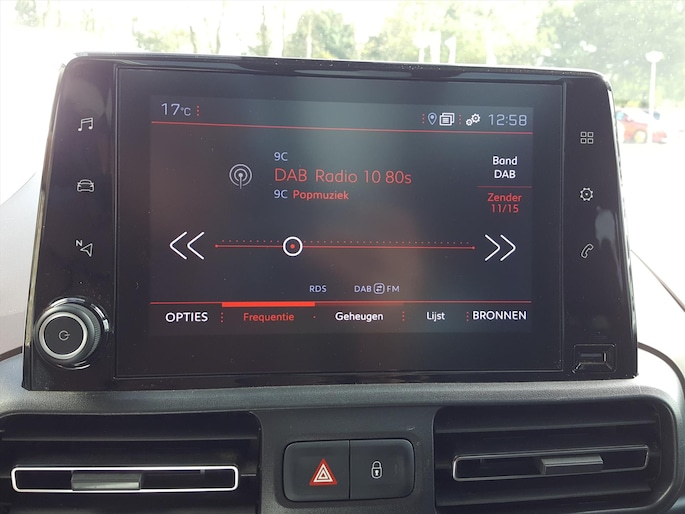 17°C
12:58
9C
DAB Radio 10 80s
9C Popmuziek
Band
DAB
Zender
11/15
N
RDS
DAB FM
OPTIES
Frequentie
Geheugen
Lijst
BRONNEN